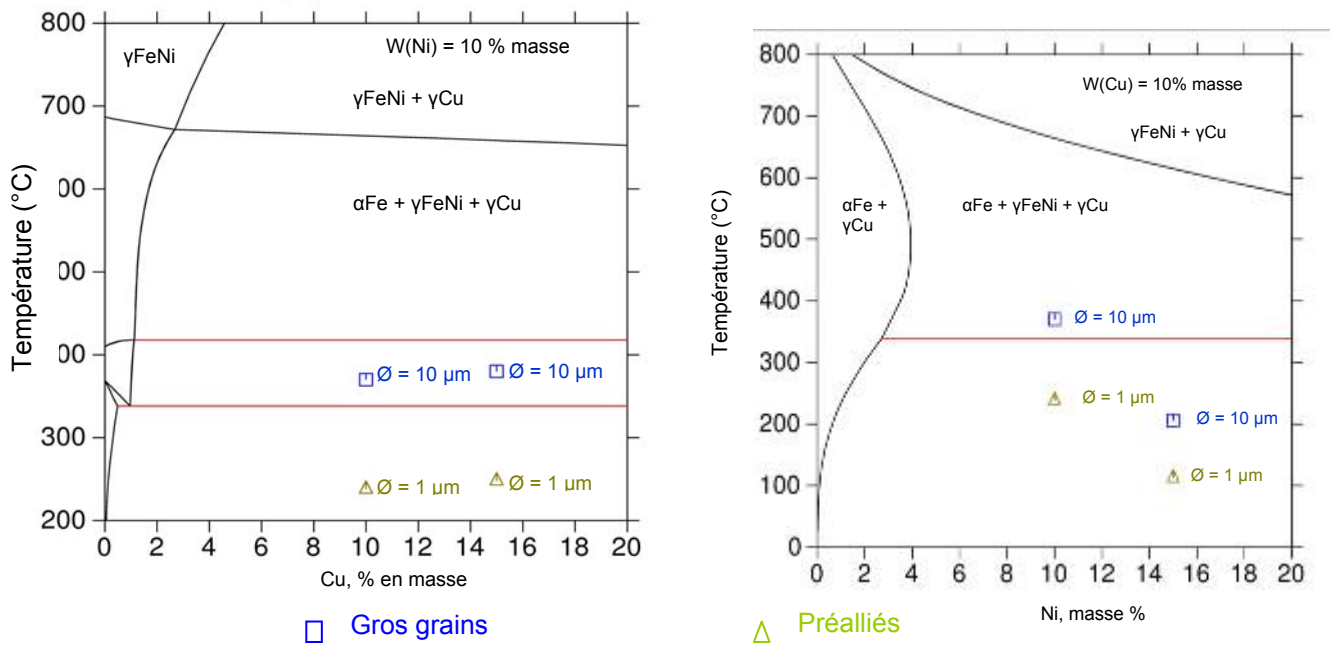 800
γFeNi
W(Ni) = 10 % masse
γFeNi + γCu
700
00
αFe + γFeNi + γCu
00
00
Ø = 10 µm
Ø = 10 µm
300
Ø = 1 µm
Ø = 1 µm
200
0 2 4 6 8 10 12 14 16 18 20
Cu, % en masse
Température (°C)
800
W(Cu) = 10% masse
700
γFeNi + γCu
600
αFe +
γCu
αFe + γFeNi + γCu
500
400
Ø = 10 µm
300
Ø = 1 µm
200
Ø = 10 µm
100
Ø = 1 µm
0
0 2 4 6 8 10 12 14 16 18 20
Ni, masse %
Température (°C)
Gros grains
Préalliés